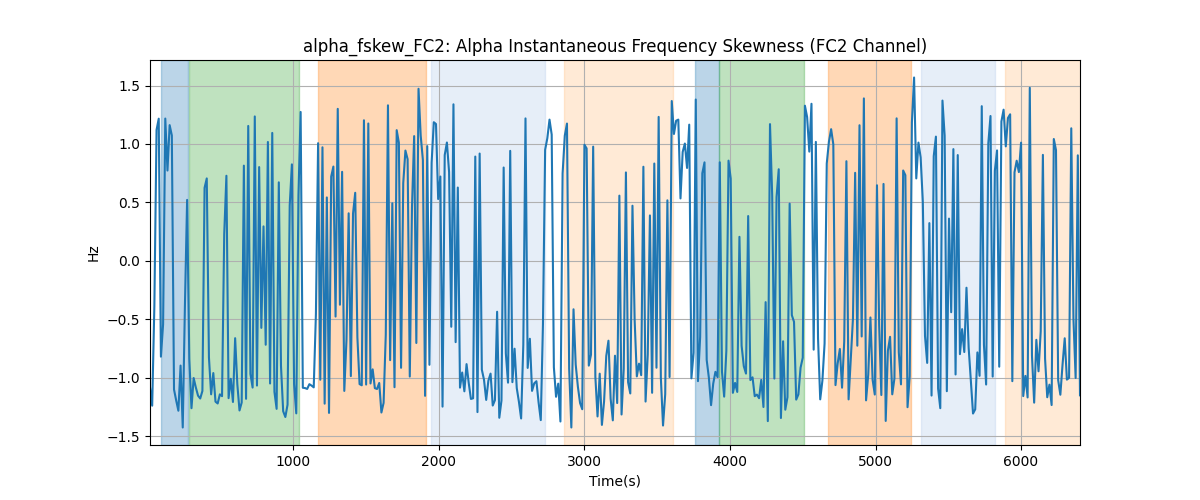 alpha_fskew_FC2: Alpha Instantaneous Frequency Skewness (FC2 Channel)
Hz
1.5
1.0
0.5
0.0
−0.5
−1.0
−1.5
1000 2000 3000 4000 5000 6000
Time(s)